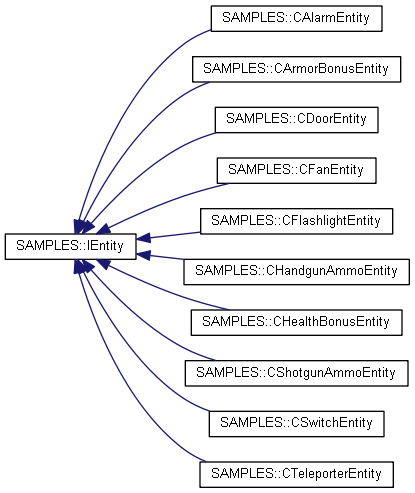 SAMPLES::CAlarmEntity
SAMPLES::CArmorBonusEntity
SAMPLES::CDoorEntity
SAMPLES::CFanEntity
SAMPLES::CFlashlightEntity
SAMPLES::IEntity
SAMPLES::CHandgunAmmoEntity
SAMPLES::CHealthBonusEntity
SAMPLES::CShotgunAmmoEntity
SAMPLES::CSwitchEntity
SAMPLES::CTeleporterEntity